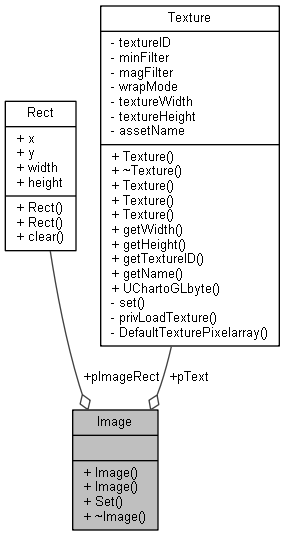 Texture
- textureID
- minFilter
- magFilter
- wrapMode
- textureWidth
- textureHeight
- assetName
+ Texture()
+ ~Texture()
+ Texture()
+ Texture()
+ Texture()
+ getWidth()
+ getHeight()
+ getTextureID()
+ getName()
+ UChartoGLbyte()
- set()
- privLoadTexture()
- DefaultTexturePixelarray()
Rect
+ x
+ y
+ width
+ height
+ Rect()
+ Rect()
+ clear()
+pImageRect
+pText
Image
+ Image()
+ Image()
+ Set()
+ ~Image()